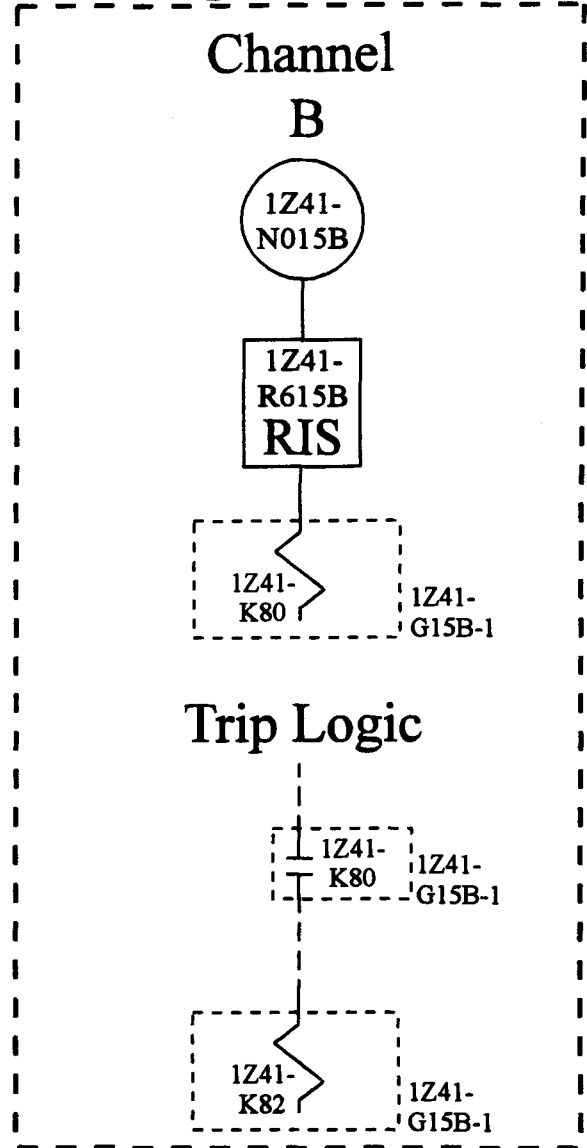 Channel
B
1Z41-
N015B
1Z41-
R615B
RIS
1Z41-
K80
1Z41-
G15B-1
Trip Logic
1Z41-
K80
1Z41-
G15B-1
1Z41-
K82
1Z41-
G15B-1